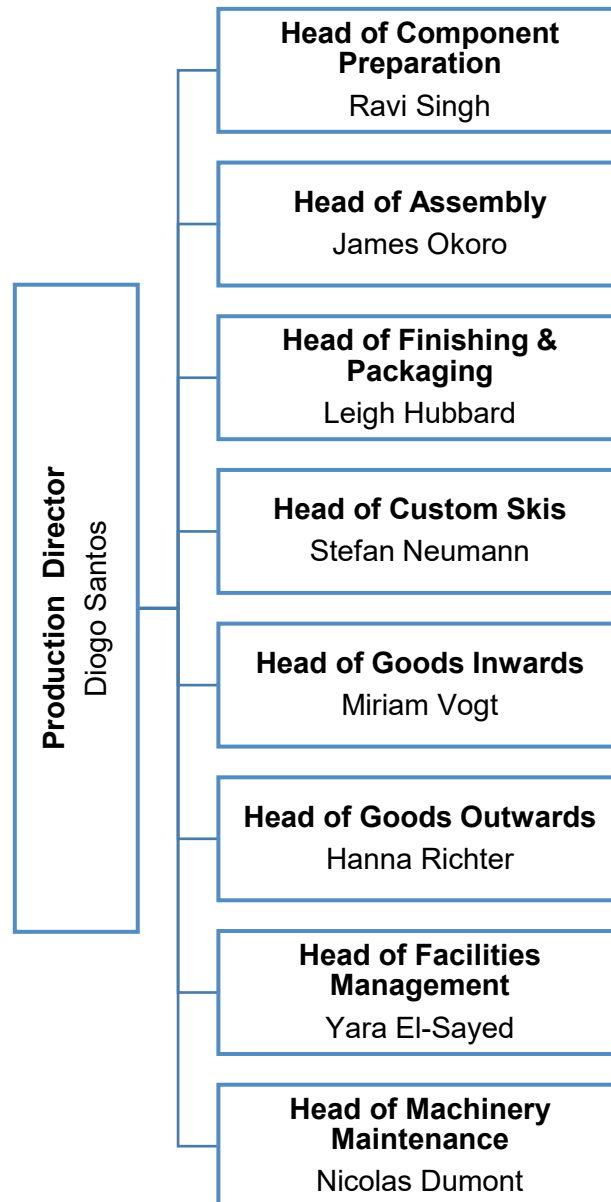 Head of Component
Preparation
Ravi Singh
Head of Assembly
James Okoro
Head of Finishing &
Packaging
Leigh Hubbard
Production Director
Diogo Santos
Head of Custom Skis
Stefan Neumann
Head of Goods Inwards
Miriam Vogt
Head of Goods Outwards
Hanna Richter
Head of Facilities
Management
Yara El-Sayed
Head of Machinery
Maintenance
Nicolas Dumont